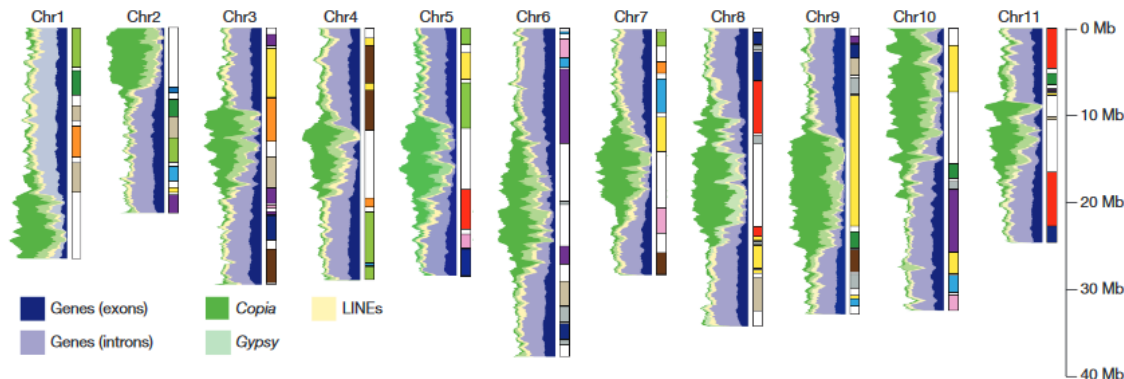 Chr1 Chr2 Chr3 Chr4 Chr5 Chr6 Chr7 Chr8 Chr9 Chr10 Chr11
0 Mb
10 Mb
20 Mb
30 Mb
40 Mb
Genes (exons) Copia LINEs
Genes (introns) Gypsy